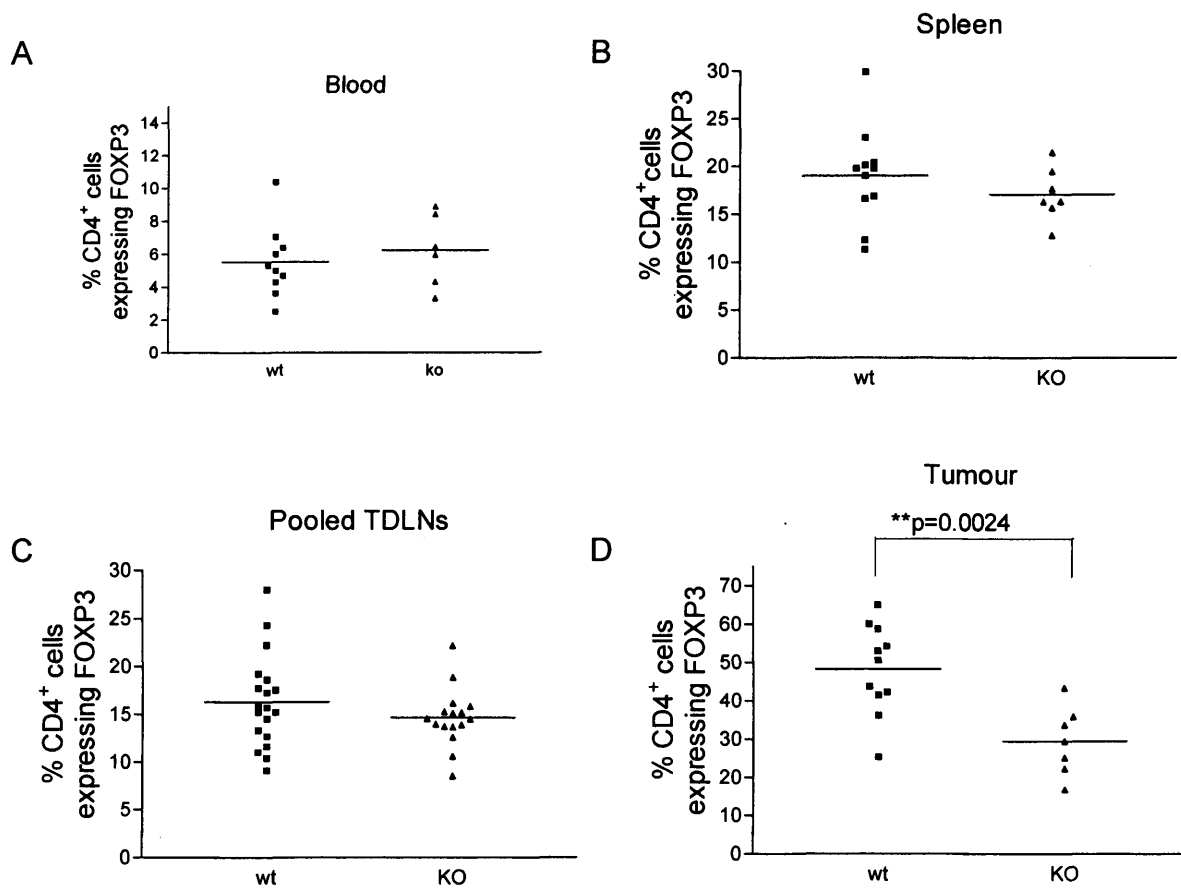 A
Blood
% CD4+ cells
expressing FOXP3
14
12
10
8
6
4
2
0
wt
ko
B
Spleen
% CD4+cells
expressing FOXP3
30
25
20
15
10
5
0
wt
KO
C
Pooled TDLNs
% CD4+ cells
expressing FOXP3
30
25
20
15
10
5
0
wt
KO
D
Tumour
**p=0.0024
% CD4+ cells
expressing FOXP3
70
60
50
40
30
20
10
0
wt
KO